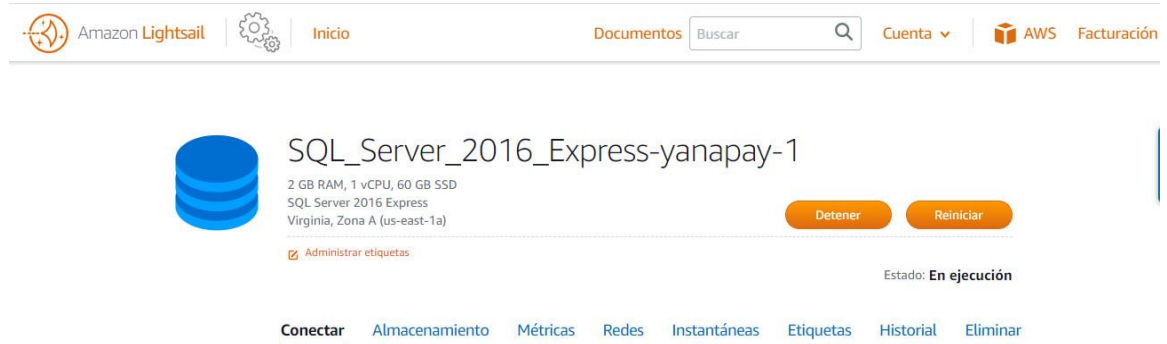 Amazon Lightsail Inicio Documentos Buscar Cuenta AWS Facturación
SQL_Server_2016_Express-yanapay-1
2 GB RAM, 1 vCPU, 60 GB SSD
SQL Server 2016 Express
Virginia, Zona A (us-east-1a)
Detener Reiniciar
Administrar etiquetas
Estado: En ejecución
Conectar Almacenamiento Métricas Redes Instantáneas Etiquetas Historial Eliminar